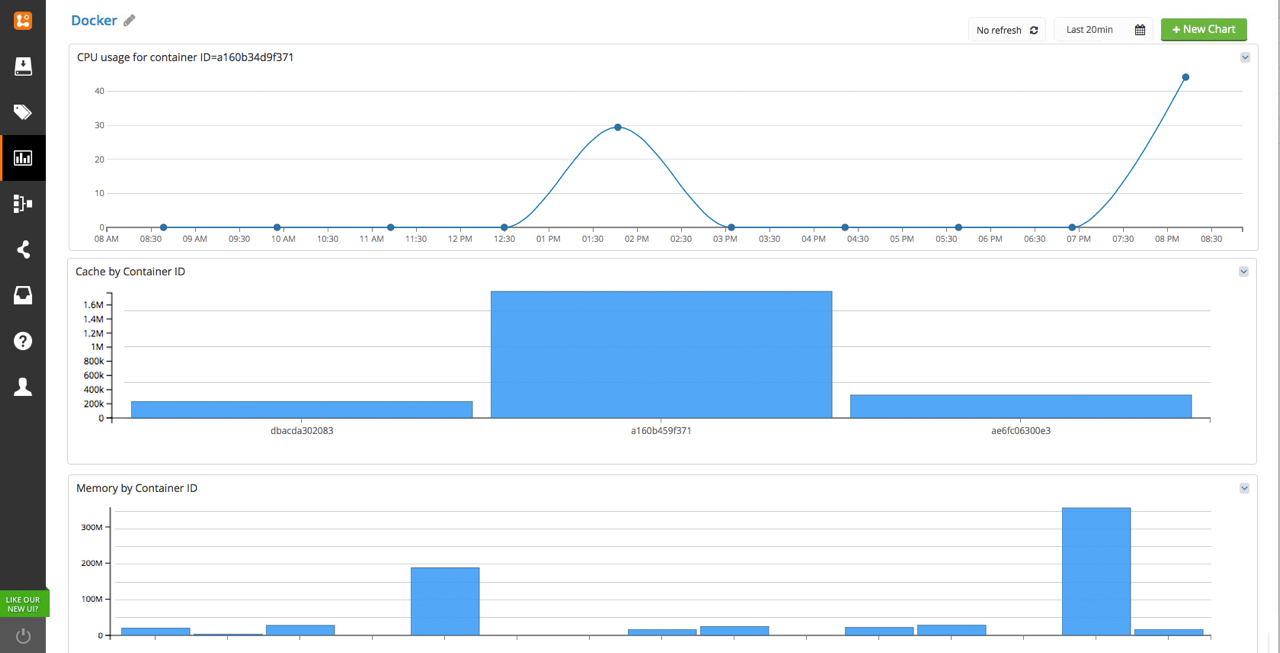 Docker
No refresh
Last 20min
+ New Chart
CPU usage for container ID=a160b34d9f371
40
30
20
10
0
08 AM 08:30 09 AM 09:30 10 AM 10:30 11 AM 11:30 12 PM 12:30 01 PM 01:30 02 PM 02:30 03 PM 03:30 04 PM 04:30 05 PM 05:30 06 PM 06:30 07 PM 07:30 08 PM 08:30
Cache by Container ID
1.6M
1.4M
1.2M
1M
800k
600k
400k
200k
0
dbacda302083 a160b459f371 ae6fc06300e3
Memory by Container ID
300M
200M
100M
0
LIKE OUR
NEW UI?